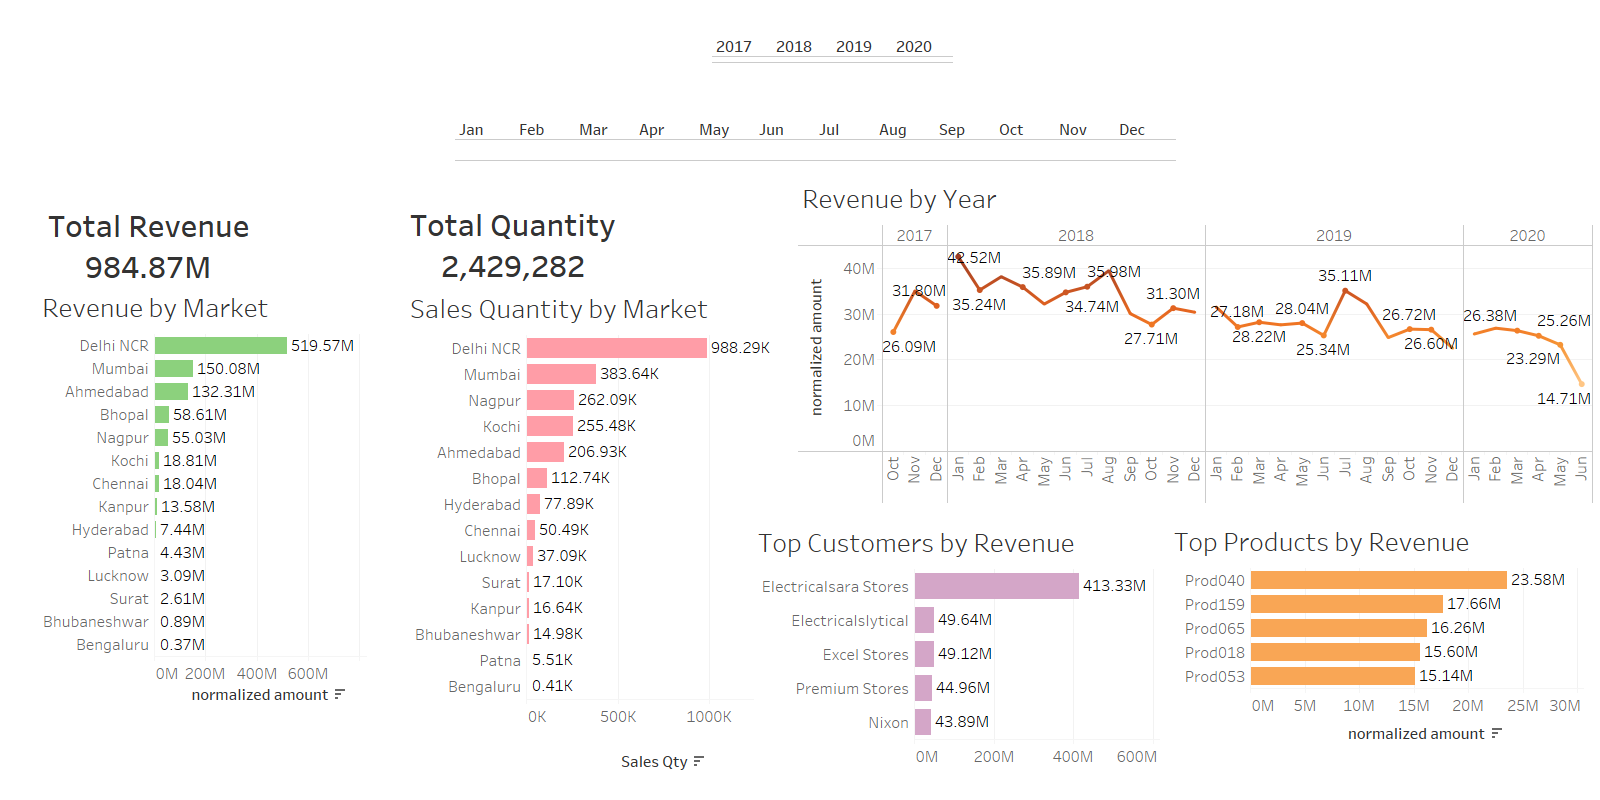 2017 2018 2019 2020
Jan Feb Mar Apr May Jun Jul Aug Sep Oct Nov Dec
Total Revenue
984.87M
Revenue by Market
Delhi NCR 519.57M
Mumbai 150.08M
Ahmedabad 132.31M
Bhopal 58.61M
Nagpur 55.03M
Kochi 18.81M
Chennai 18.04M
Kanpur 13.58M
Hyderabad 7.44M
Patna 4.43M
Lucknow 3.09M
Surat 2.61M
Bhubaneshwar 0.89M
Bengaluru 0.37M
0M 200M 400M 600M
normalized amount
Total Quantity
2,429,282
Sales Quantity by Market
Delhi NCR 988.29K
Mumbai 383.64K
Nagpur 262.09K
Kochi 255.48K
Ahmedabad 206.93K
Bhopal 112.74K
Hyderabad 77.89K
Chennai 50.49K
Lucknow 37.09K
Surat 17.10K
Kanpur 16.64K
Bhubaneshwar 14.98K
Patna 5.51K
Bengaluru 0.41K
0K 500K 1000K
Sales Qty
Revenue by Year
2017 2018 2019 2020
normalized amount
40M
30M
20M
10M
0M
26.09M 31.80M 42.52M 35.24M 35.89M 34.74M 35.98M 27.71M 31.30M 27.18M 28.22M 28.04M 25.34M 35.11M 26.72M 26.60M 26.38M 25.26M 23.29M 14.71M
Oct Nov Dec Jan Feb Mar Apr May Jun Jul Aug Sep Oct Nov Dec Jan Feb Mar Apr May Jun Jul Aug Sep Oct Nov Dec Jan Feb Mar Apr May Jun
Top Customers by Revenue
Electricalsara Stores 413.33M
Electricalslytical 49.64M
Excel Stores 49.12M
Premium Stores 44.96M
Nixon 43.89M
0M 200M 400M 600M
Top Products by Revenue
Prod040 23.58M
Prod159 17.66M
Prod065 16.26M
Prod018 15.60M
Prod053 15.14M
0M 5M 10M 15M 20M 25M 30M
normalized amount